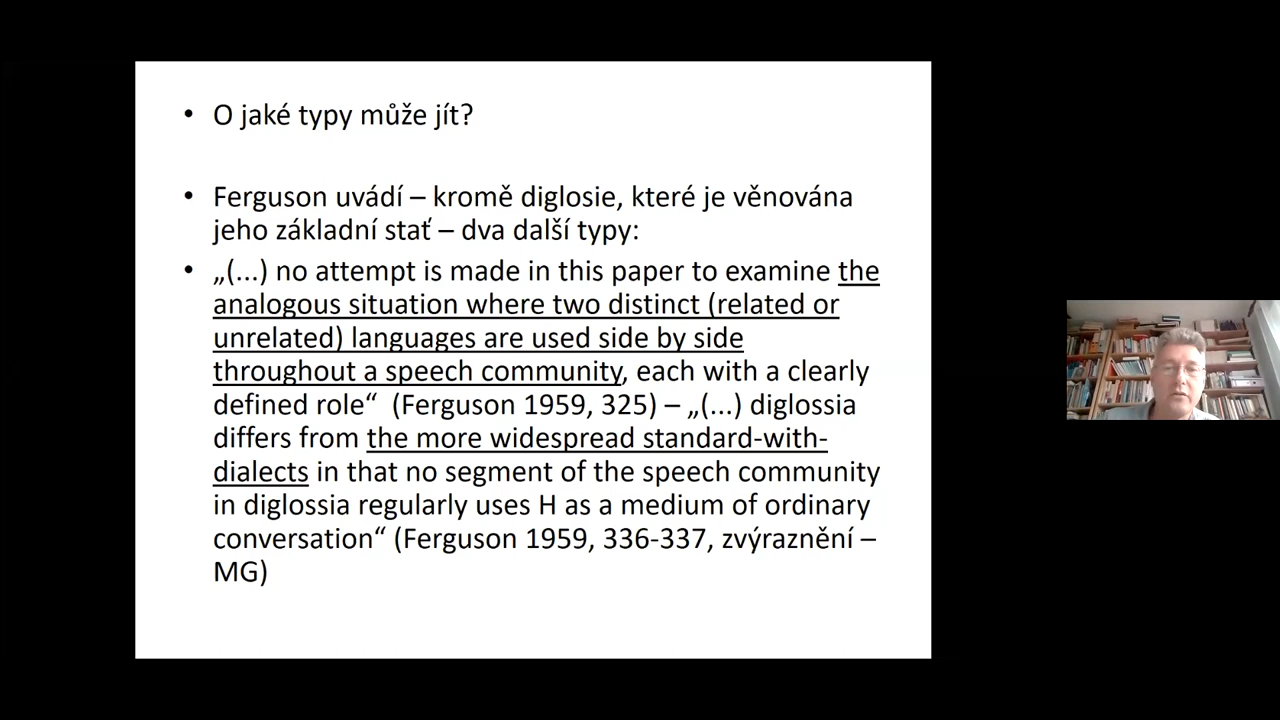 • O jaké typy může jít?
• Ferguson uvádí – kromě diglosie, které je věnována
jeho základní stať – dva další typy:
• „(...) no attempt is made in this paper to examine the
analogous situation where two distinct (related or
unrelated) languages are used side by side
throughout a speech community, each with a clearly
defined role“ (Ferguson 1959, 325) – „(...) diglossia
differs from the more widespread standard-with-
dialects in that no segment of the speech community
in diglossia regularly uses H as a medium of ordinary
conversation“ (Ferguson 1959, 336-337, zvýraznění –
MG)